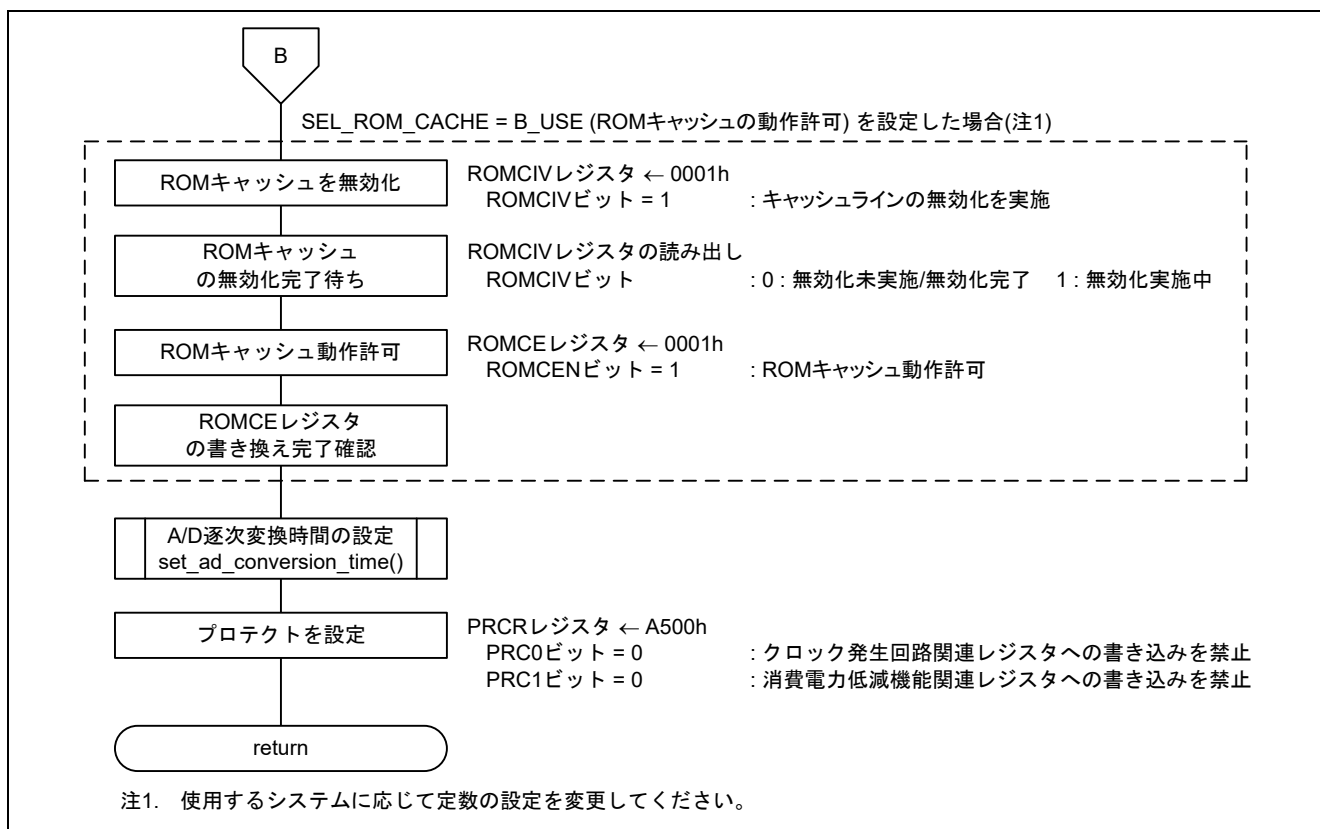 B
SEL_ROM_CACHE = B_USE (ROMキャッシュの動作許可) を設定した場合(注1)
ROMキャッシュを無効化
ROMCIVレジスタ ← 0001h
ROMCIVビット = 1 : キャッシュラインの無効化を実施
ROMキャッシュ
の無効化完了待ち
ROMCIVレジスタの読み出し
ROMCIVビット : 0 : 無効化未実施/無効化完了 1 : 無効化実施中
ROMキャッシュ動作許可
ROMCEレジスタ ← 0001h
ROMCENビット = 1 : ROMキャッシュ動作許可
ROMCEレジスタ
の書き換え完了確認
A/D逐次変換時間の設定
set_ad_conversion_time()
プロテクトを設定
PRCRレジスタ ← A500h
PRC0ビット = 0 : クロック発生回路関連レジスタへの書き込みを禁止
PRC1ビット = 0 : 消費電力低減機能関連レジスタへの書き込みを禁止
return
注1. 使用するシステムに応じて定数の設定を変更してください。